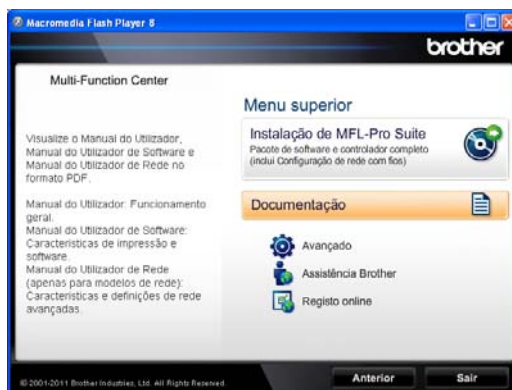 Macromedia Flash Player 8
brother
Multi-Function Center
Visualize o Manual do Utilizador,
Manual do Utilizador de Software e
Manual do Utilizador de Rede no
formato PDF.
Manual do Utilizador: Funcionamento
geral.
Manual do Utilizador de Software:
Características de impressão e
software.
Manual do Utilizador de Rede
(apenas para modelos de rede):
Características e definições de rede
avançadas.
Menu superior
Instalação de MFL-Pro Suite
Pacote de software e controlador completo
(inclui Configuração de rede com fios)
Documentação
Avançado
Assistência Brother
Registo online
© 2001-2011 Brother Industries, Ltd. All Rights Reserved.
Anterior
Sair